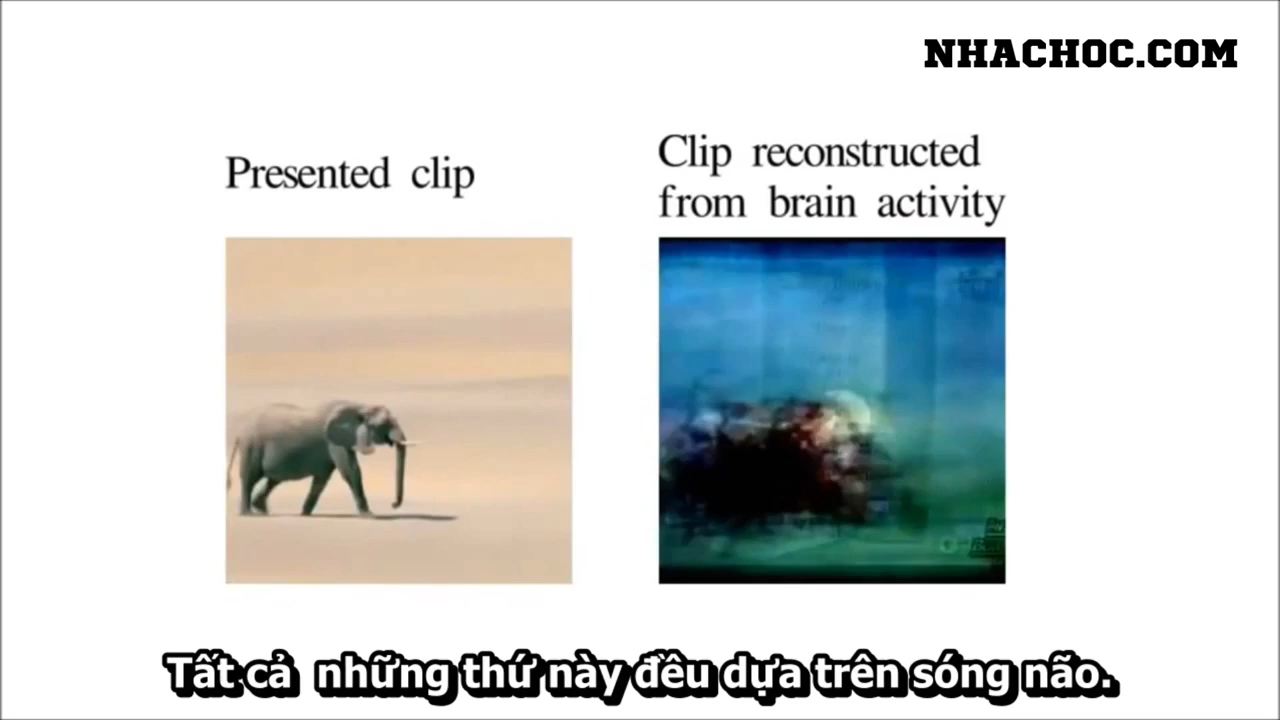 NHACHOC.COM
Presented clip
Clip reconstructed
from brain activity
Tất cả những thứ này đều dựa trên sóng não.